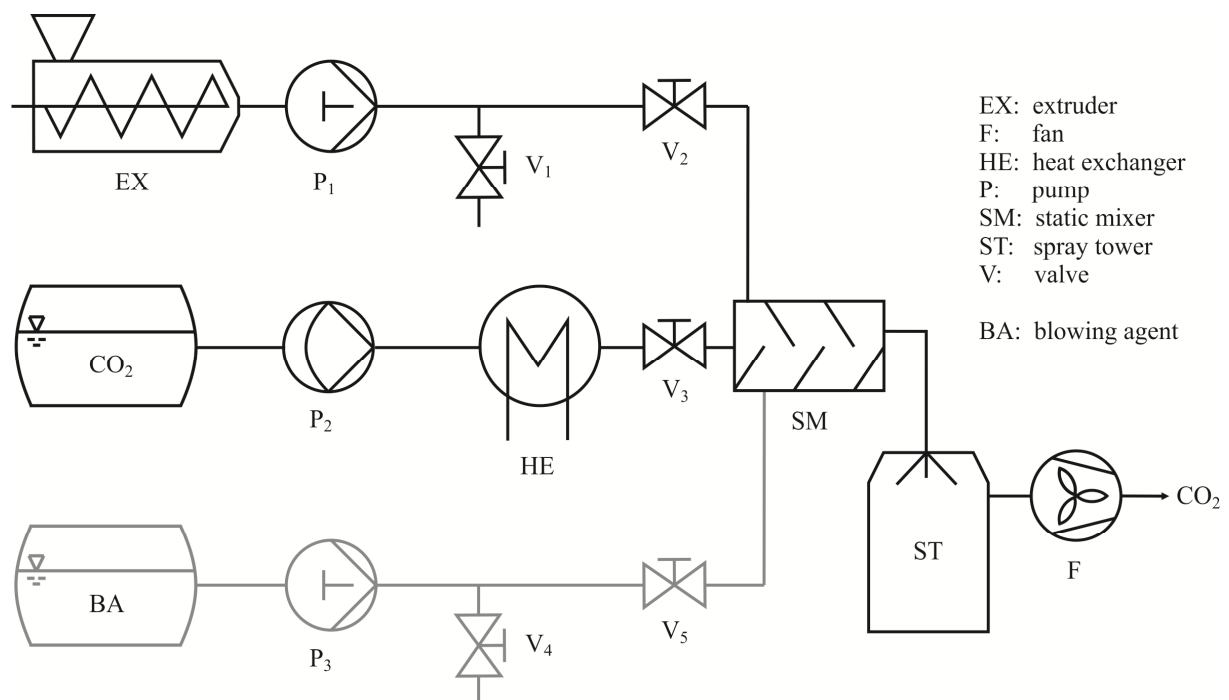 EX
P₁
V₁
V₂
EX: extruder
F: fan
HE: heat exchanger
P: pump
SM: static mixer
ST: spray tower
V: valve
BA: blowing agent
CO₂
P₂
HE
V₃
SM
ST
F
CO₂
BA
P₃
V₄
V₅